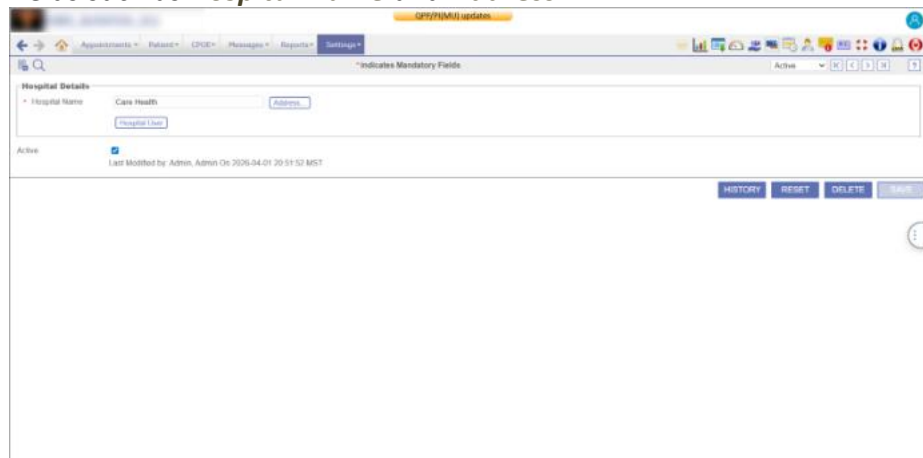 QPP/PI(MU) updates
Appointments Patient CPOE Messages Reports Settings
*Indicates Mandatory Fields
Active
Hospital Details
* Hospital Name Care Health Address...
Hospital User
Active
Last Modified by: Admin, Admin On 2026-04-01 20:51:52 MST
HISTORY RESET DELETE SAVE